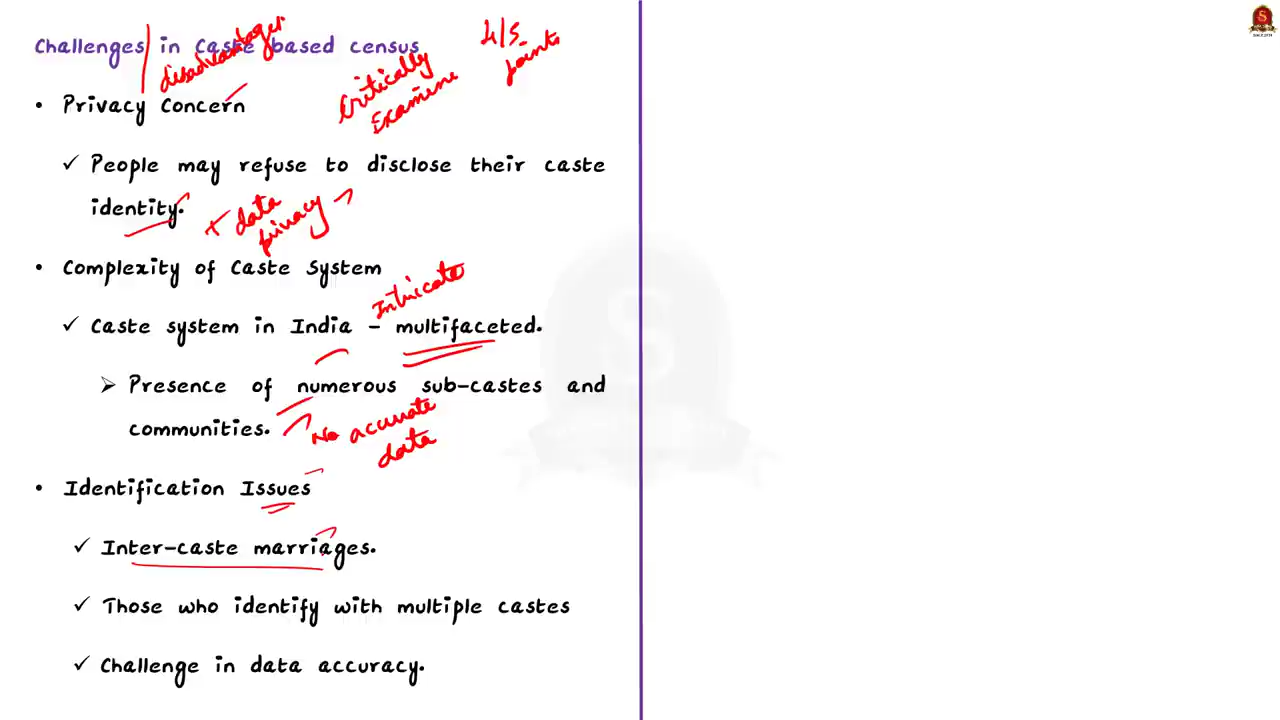 Challenges in Caste based census
disadvantages
Critically
Examine
4/5
points
• Privacy Concern
✓ People may refuse to disclose their caste
identity.
+ data
privacy
• Complexity of Caste System
Intricate
✓ Caste system in India - multifaceted.
➢ Presence of numerous sub-castes and
communities.
No accurate
data
• Identification Issues
✓ Inter-caste marriages.
✓ Those who identify with multiple castes
✓ Challenge in data accuracy.
S